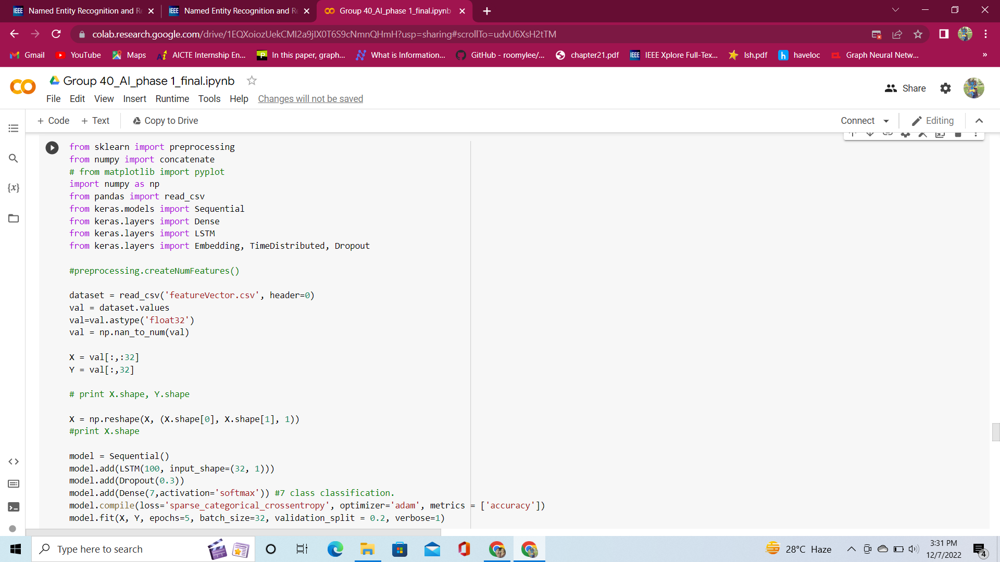 Named Entity Recognition and Re
Named Entity Recognition and Re
Group 40_AI_phase 1_final.ipynb
colab.research.google.com/drive/1EQXoiozUekCMI2a9jIX0T6S9cNmnQHmH?usp=sharing#scrollTo=udvU6XsH2tTM
Gmail YouTube Maps AICTE Internship En... In this paper, graph... What is Information... GitHub - roomylee/... chapter21.pdf IEEE IEEE Xplore Full-Tex... lsh.pdf h haveloc Graph Neural Netw... »
Group 40_AI_phase 1_final.ipynb
File Edit View Insert Runtime Tools Help Changes will not be saved
Share
+ Code + Text Copy to Drive
Connect Editing
from sklearn import preprocessing
from numpy import concatenate
# from matplotlib import pyplot
import numpy as np
from pandas import read_csv
from keras.models import Sequential
from keras.layers import Dense
from keras.layers import LSTM
from keras.layers import Embedding, TimeDistributed, Dropout
#preprocessing.createNumFeatures()
dataset = read_csv('featureVector.csv', header=0)
val = dataset.values
val=val.astype('float32')
val = np.nan_to_num(val)
X = val[:,:32]
Y = val[:,32]
# print X.shape, Y.shape
X = np.reshape(X, (X.shape[0], X.shape[1], 1))
#print X.shape
model = Sequential()
model.add(LSTM(100, input_shape=(32, 1)))
model.add(Dropout(0.3))
model.add(Dense(7,activation='softmax')) #7 class classification.
model.compile(loss='sparse_categorical_crossentropy', optimizer='adam', metrics = ['accuracy'])
model.fit(X, Y, epochs=5, batch_size=32, validation_split = 0.2, verbose=1)
Type here to search
28°C Haze
3:31 PM
12/7/2022
4